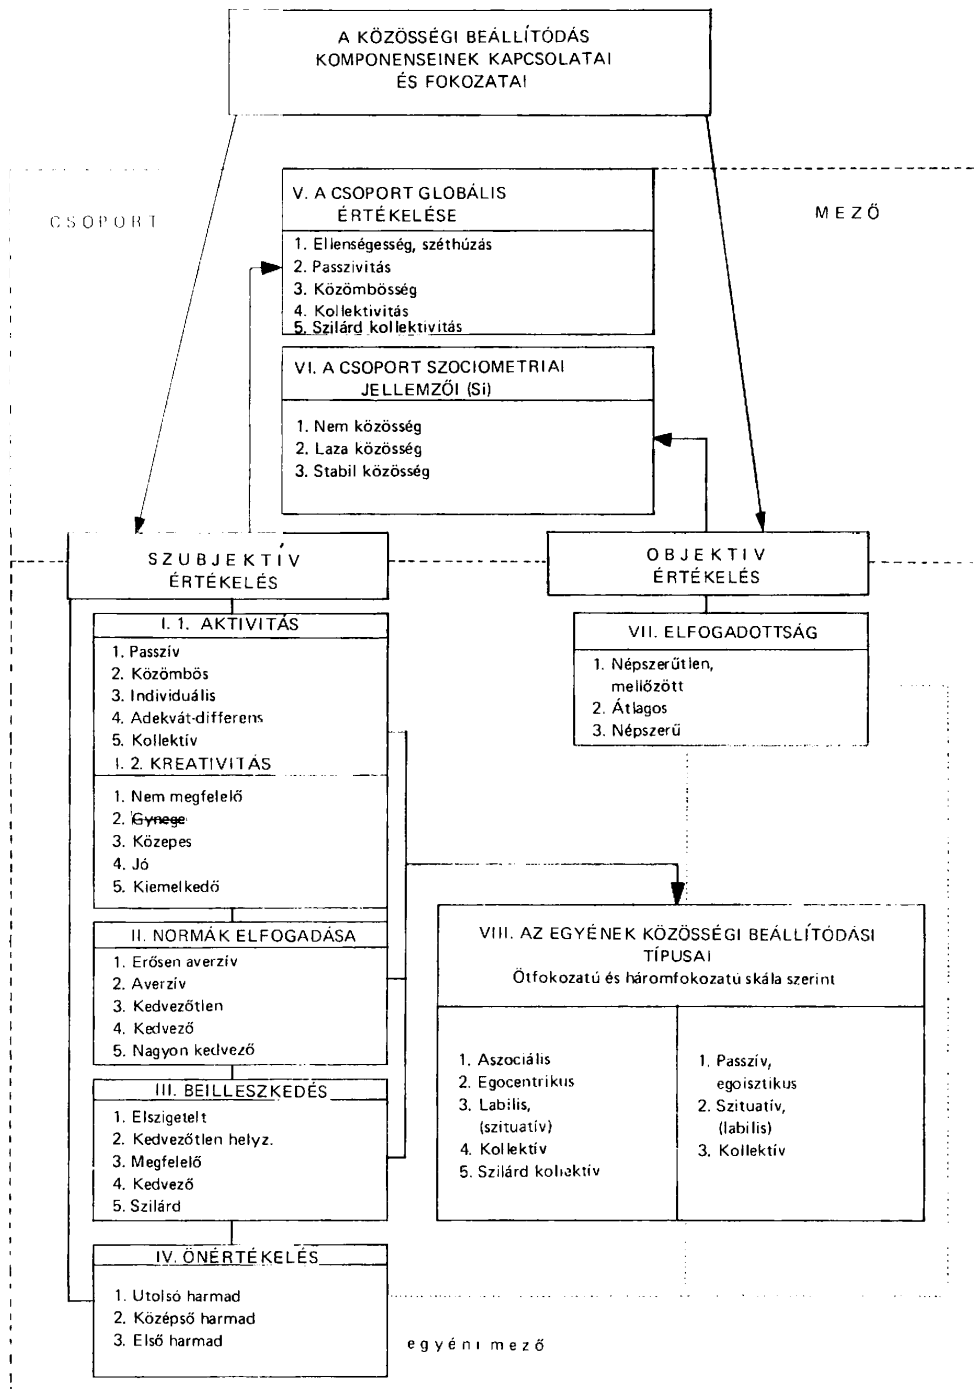 A KÖZÖSSÉGI BEÁLLÍTÓDÁS
KOMPONENSEINEK KAPCSOLATAI
ÉS FOKOZATAI
CSOPORT
MEZŐ
V. A CSOPORT GLOBÁLIS
ÉRTÉKELÉSE
1. Ellenségesség, széthúzás
2. Passzivitás
3. Közömbösség
4. Kollektivitás
5. Szilárd kollektivitás
VI. A CSOPORT SZOCIOMETRIAI
JELLEMZŐI (Si)
1. Nem közösség
2. Laza közösség
3. Stabil közösség
SZUBJEKTÍV
ÉRTÉKELÉS
OBJEKTIV
ÉRTÉKELÉS
I. 1. AKTIVITÁS
1. Passzív
2. Közömbös
3. Individuális
4. Adekvát-differens
5. Kollektív
I. 2. KREATIVITÁS
1. Nem megfelelő
2. Gynege
3. Közepes
4. Jó
5. Kiemelkedő
II. NORMÁK ELFOGADÁSA
1. Erősen averzív
2. Averzív
3. Kedvezőtlen
4. Kedvező
5. Nagyon kedvező
III. BEILLESZKEDÉS
1. Elszigetelt
2. Kedvezőtlen helyz.
3. Megfelelő
4. Kedvező
5. Szilárd
IV. ÖNÉRTÉKELÉS
1. Utolsó harmad
2. Középső harmad
3. Első harmad
VII. ELFOGADOTTSÁG
1. Népszerűtlen,
mellőzött
2. Átlagos
3. Népszerű
VIII. AZ EGYÉNEK KÖZÖSSÉGI BEÁLLÍTÓDÁSI
TÍPUSAI
Ötfokozatú és háromfokozatú skála szerint
1. Aszociális
2. Egocentrikus
3. Labilis,
(szituatív)
4. Kollektív
5. Szilárd kollektív
1. Passzív,
egoisztikus
2. Szituatív,
(labilis)
3. Kollektív
egyéni mező